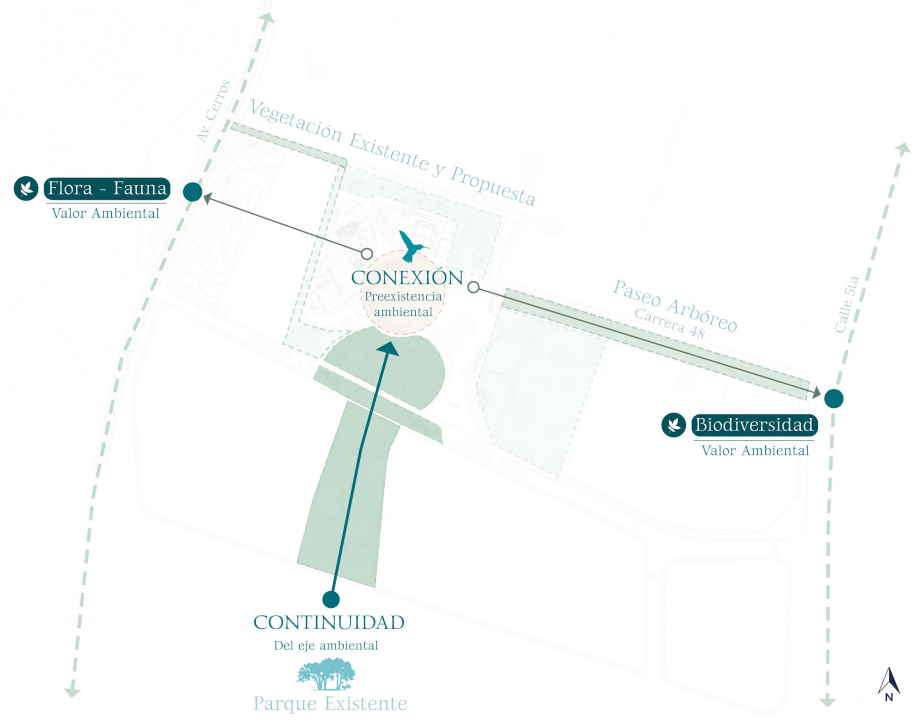 Av. Cerros
Vegetación Existente y Propuesta
Flora - Fauna
Valor Ambiental
CONEXIÓN
Preexistencia
ambiental
Paseo Arbóreo
Carrera 48
Calle 5ta
Biodiversidad
Valor Ambiental
CONTINUIDAD
Del eje ambiental
Parque Existente
N